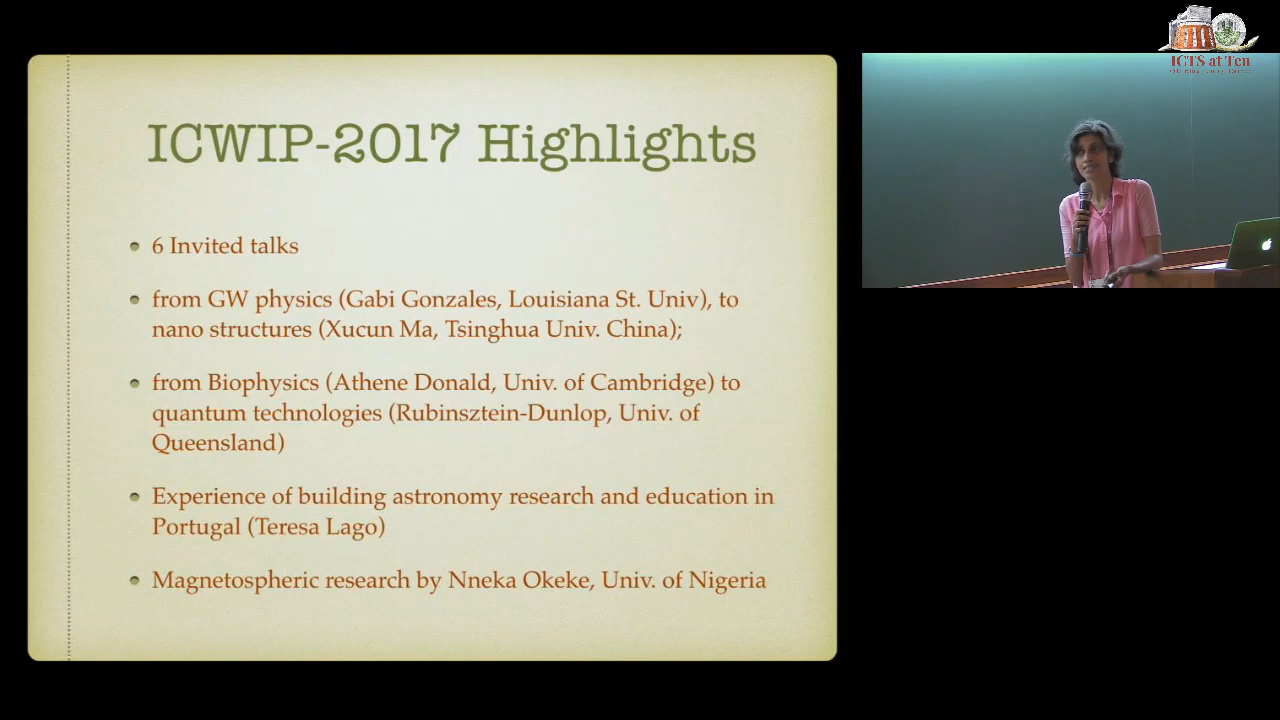 ICTS at Ten
ICWIP-2017 Highlights
6 Invited talks
from GW physics (Gabi Gonzales, Louisiana St. Univ), to
nano structures (Xucun Ma, Tsinghua Univ. China);
from Biophysics (Athene Donald, Univ. of Cambridge) to
quantum technologies (Rubinsztein-Dunlop, Univ. of
Queensland)
Experience of building astronomy research and education in
Portugal (Teresa Lago)
Magnetospheric research by Nneka Okeke, Univ. of Nigeria